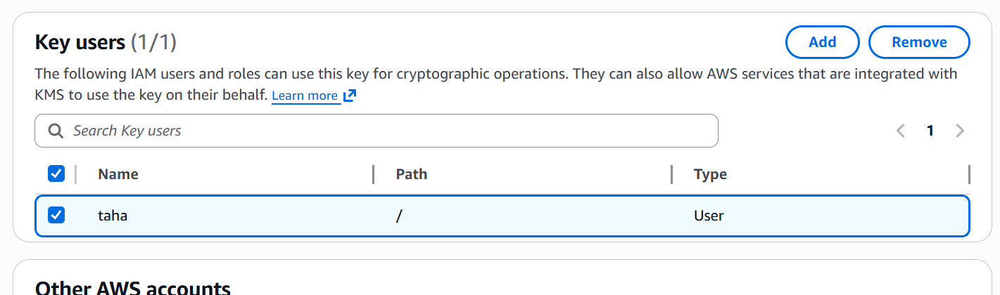 Key users (1/1)
Add
Remove
The following IAM users and roles can use this key for cryptographic operations. They can also allow AWS services that are integrated with
KMS to use the key on their behalf. Learn more
Search Key users
1
Name
Path
Type
taha
/
User
Other AWS accounts